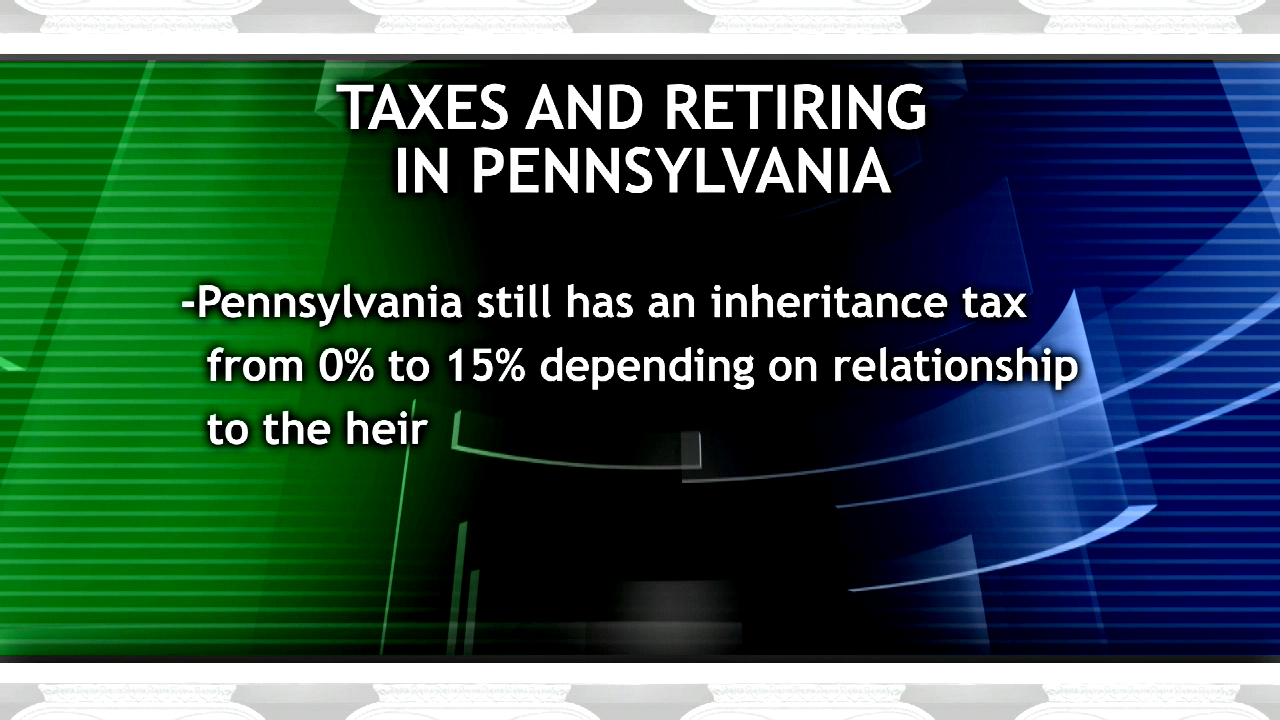 TAXES AND RETIRING
IN PENNSYLVANIA
-Pennsylvania still has an inheritance tax
from 0% to 15% depending on relationship
to the heir